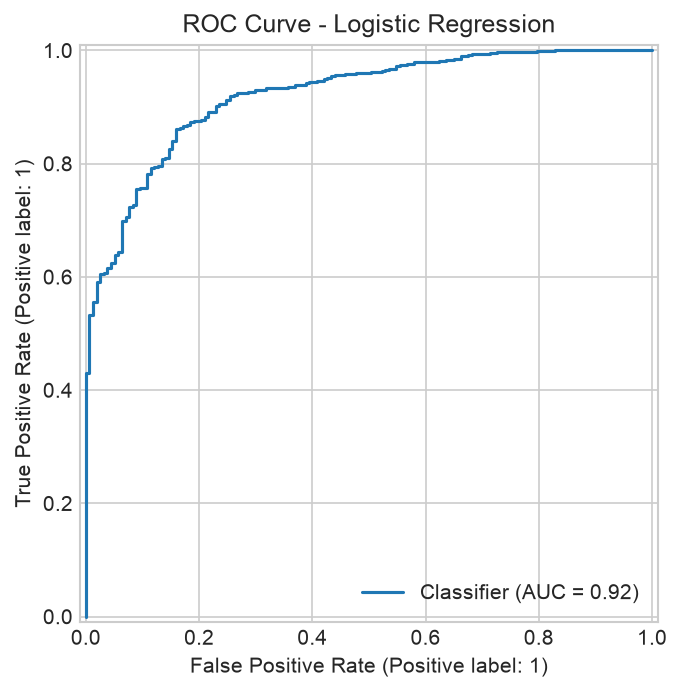 ROC Curve - Logistic Regression
True Positive Rate (Positive label: 1)
1.0
0.8
0.6
0.4
0.2
0.0
Classifier (AUC = 0.92)
0.0 0.2 0.4 0.6 0.8 1.0
False Positive Rate (Positive label: 1)